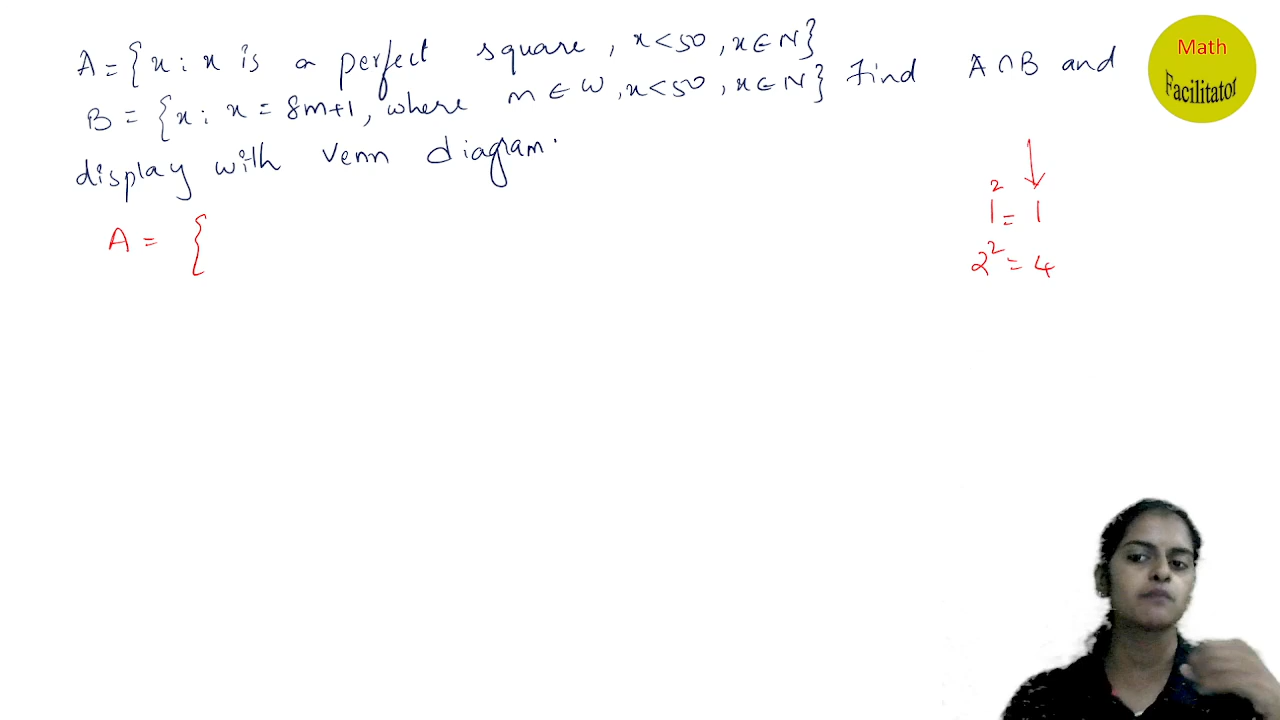 A = {x : x is a perfect square, x < 50, x ∈ N}
B = {x : x = 8m+1, where m ∈ W, x < 50, x ∈ N} Find A ∩ B and
display with Venn diagram.
A = {
1² = 1
2² = 4
Math
Facilitator